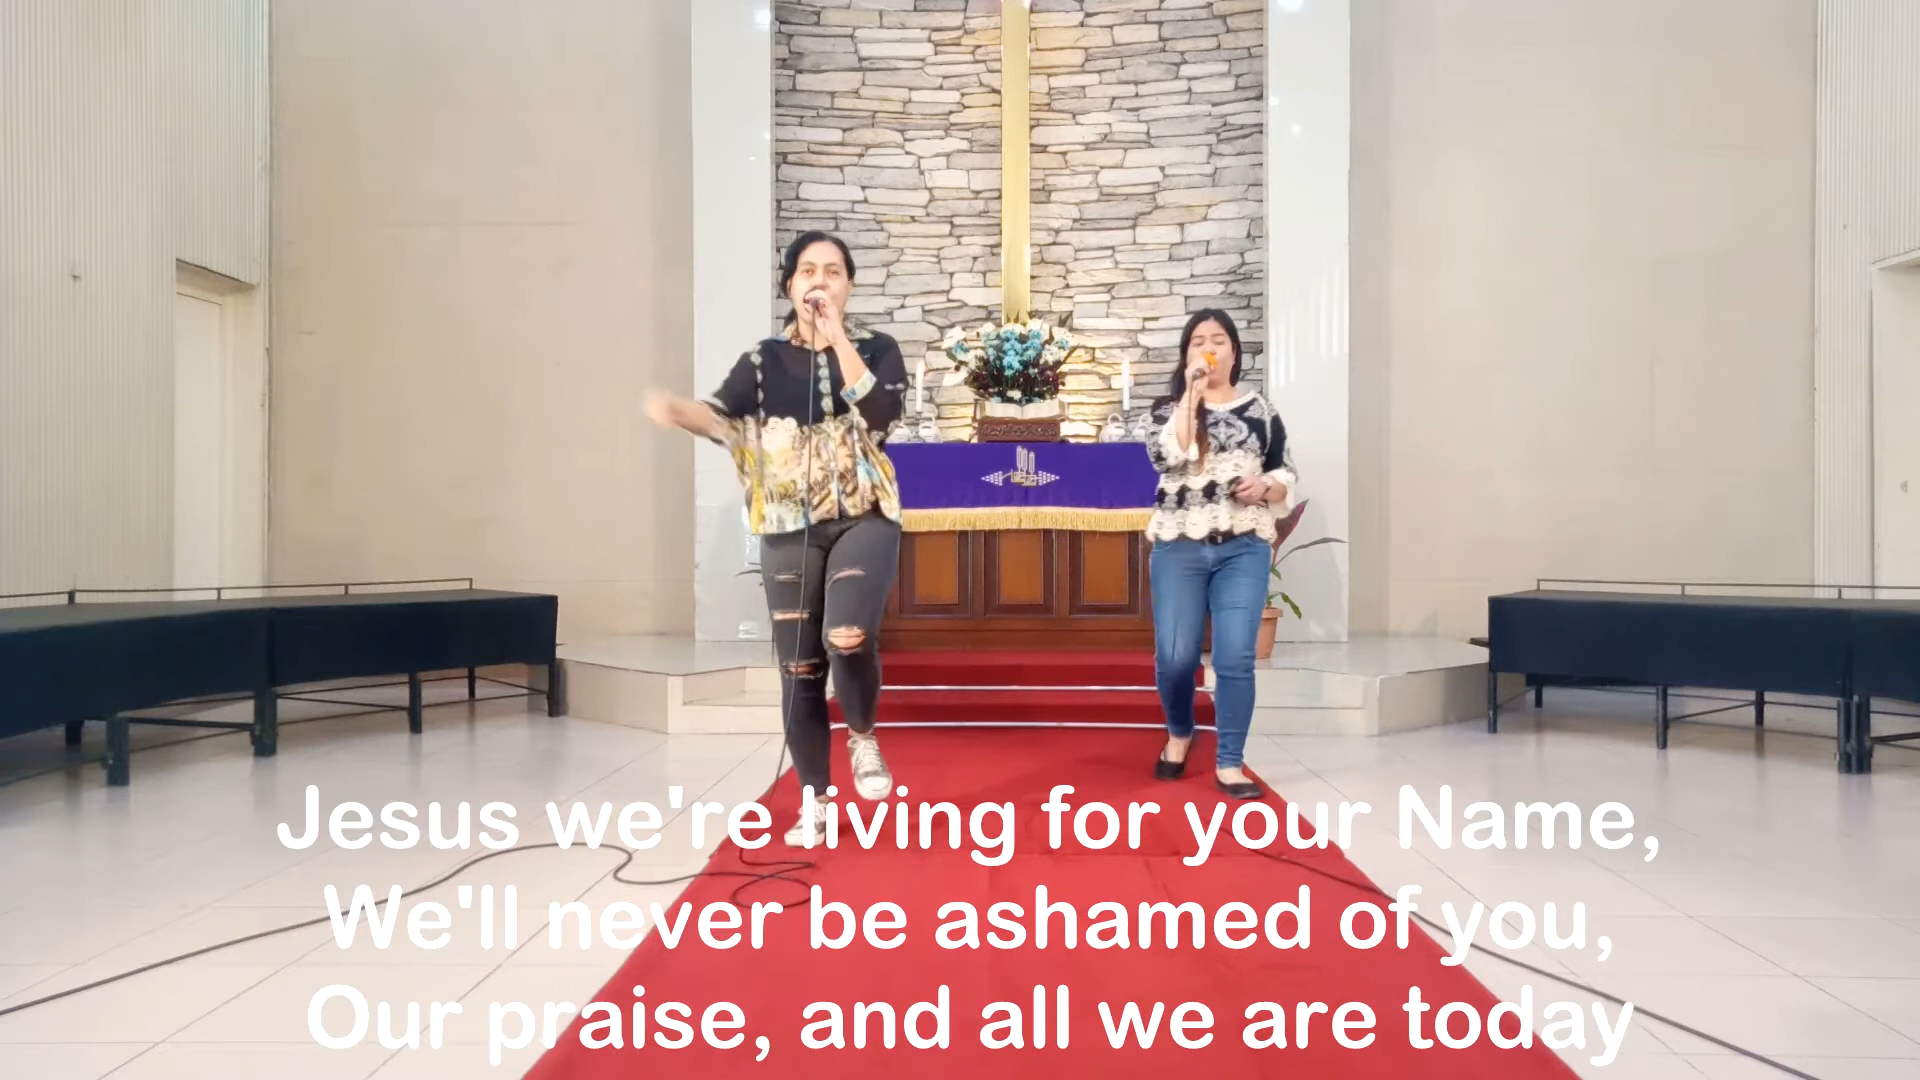 Jesus we're living for your Name,
We'll never be ashamed of you,
Our praise, and all we are today